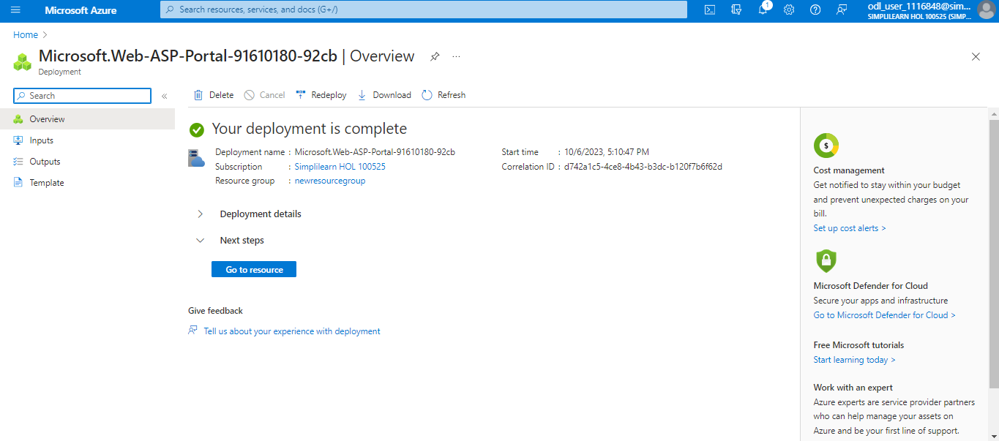 Microsoft Azure
Search resources, services, and docs (G+/)
1
odl_user_1116848@sim...
SIMPLILEARN HOL 100525 (SIMP...
Home >
Microsoft.Web-ASP-Portal-91610180-92cb | Overview ...
Deployment
Search «
Delete Cancel Redeploy Download Refresh
Overview
Inputs
Outputs
Template
Your deployment is complete
Deployment name : Microsoft.Web-ASP-Portal-91610180-92cb
Subscription : Simplilearn HOL 100525
Resource group : newresourcegroup
Start time : 10/6/2023, 5:10:47 PM
Correlation ID : d742a1c5-4ce8-4b43-b3dc-b120f7b6f62d
Deployment details
Next steps
Go to resource
Give feedback
Tell us about your experience with deployment
$
Cost management
Get notified to stay within your budget
and prevent unexpected charges on your
bill.
Set up cost alerts >
Microsoft Defender for Cloud
Secure your apps and infrastructure
Go to Microsoft Defender for Cloud >
Free Microsoft tutorials
Start learning today >
Work with an expert
Azure experts are service provider partners
who can help manage your assets on
Azure and be your first line of support.